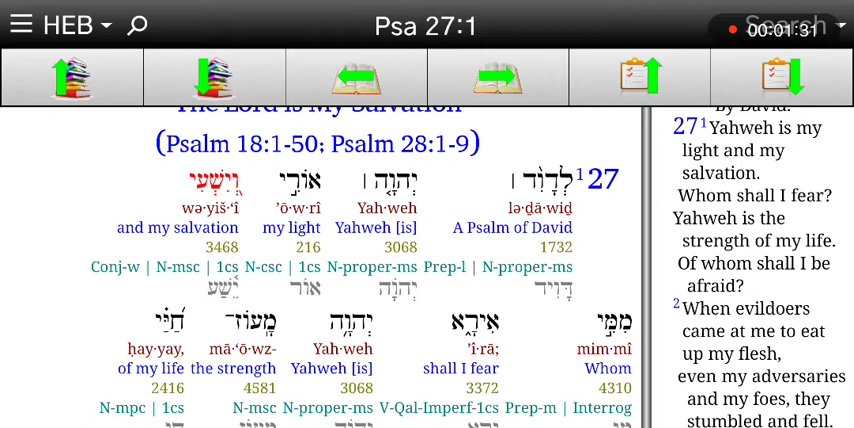 HEB Psa 27:1 00:01:31
The Lord is My Salvation
(Psalm 18:1-50; Psalm 28:1-9)
27 1 לְדָוִ֨ד ׀ יְהוָ֤ה ׀ אוֹרִ֣י וְ֭יִשְׁעִי
wə·yiš·‘î ’ō·w·rî Yah·weh lə·ḏā·wiḏ
and my salvation my light Yahweh [is] A Psalm of David
3468 216 3068 1732
Conj-w | N-msc | 1cs N-csc | 1cs N-proper-ms Prep-l | N-proper-ms
דָּוִיד יְהֹוָה אוֹר יֶ֫שַׁע
מִמִּ֣י אִירָ֑א יְהוָ֥ה מָֽעוֹז־ חַ֝יַּ֗י
ḥay·yay, mā·‘ō·wz- Yah·weh ’î·rā; mim·mî
of my life the strength Yahweh [is] shall I fear Whom
2416 4581 3068 3372 4310
N-mpc | 1cs N-msc N-proper-ms V-Qal-Imperf-1cs Prep-m | Interrog
By David.
27 1 Yahweh is my
light and my
salvation.
Whom shall I fear?
Yahweh is the
strength of my life.
Of whom shall I be
afraid?
2 When evildoers
came at me to eat
up my flesh,
even my adversaries
and my foes, they
stumbled and fell.